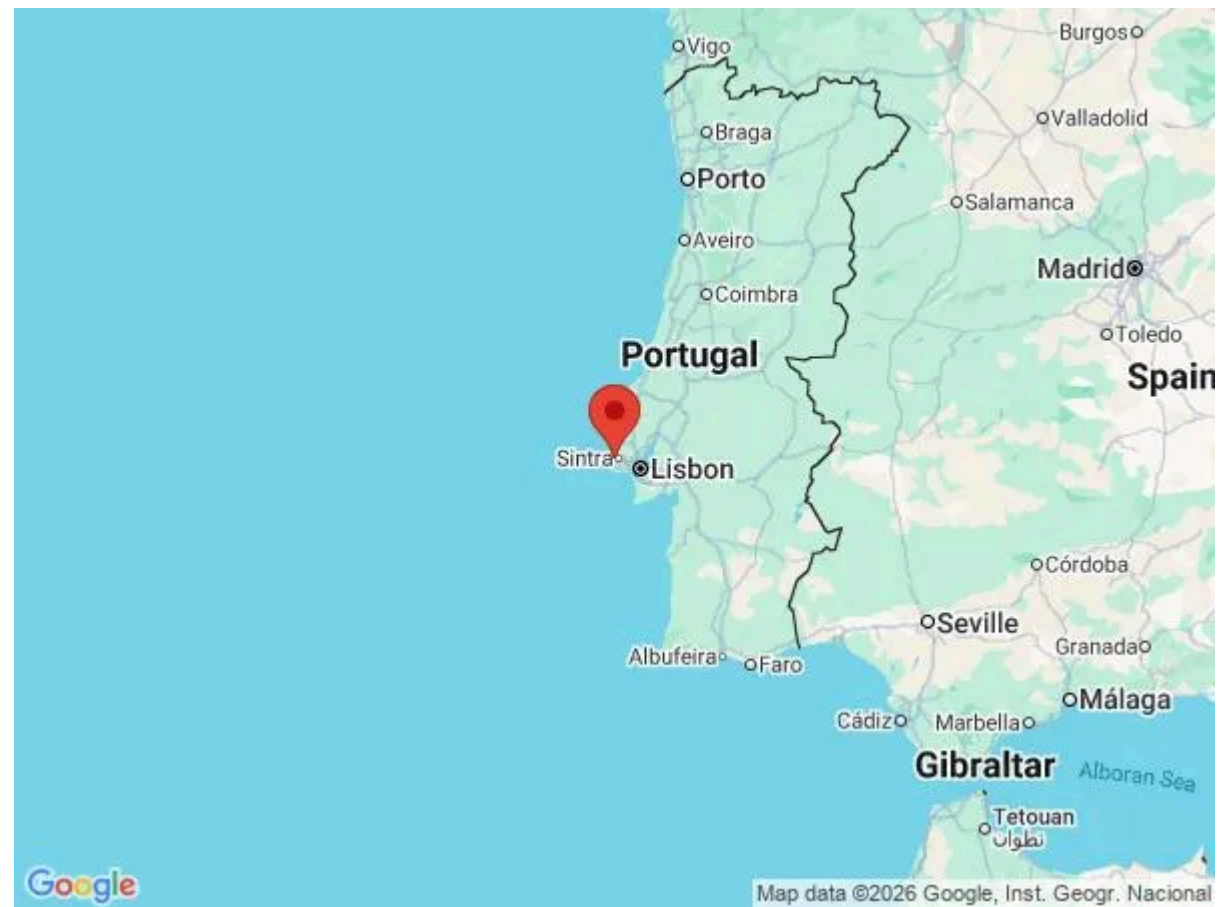 Burgos
Vigo
Valladolid
Braga
Porto
Salamanca
Aveiro
Madrid
Coimbra
Toledo
Portugal
Spain
Sintra
Lisbon
Córdoba
Seville
Granada
Albufeira
Faro
Málaga
Cádiz
Marbella
Gibraltar
Alboran Sea
Tetouan
تطوان
Google
Map data ©2026 Google, Inst. Geogr. Nacional